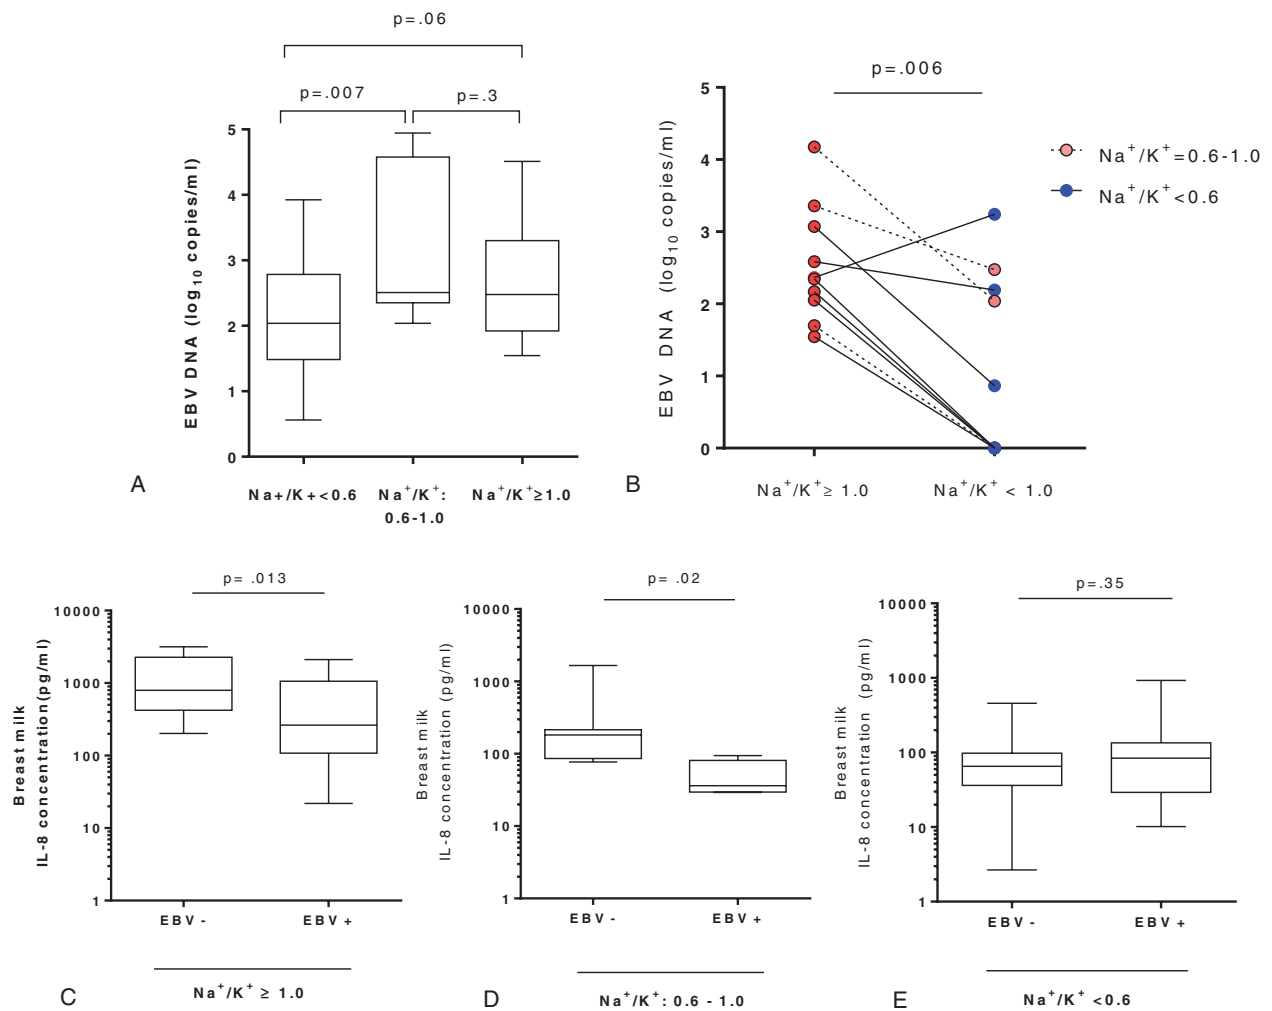 p=.06
p=.007
p=.3
EBV DNA (log10 copies/ml)
5
4
3
2
1
0
Na+/K+<0.6
Na+/K+:
0.6-1.0
Na+/K+≥1.0
A
p=.006
EBV DNA (log10 copies/ml)
5
4
3
2
1
0
Na+/K+≥ 1.0
Na+/K+ < 1.0
Na+/K+=0.6-1.0
Na+/K+<0.6
B
p= .013
Breast milk
IL-8 concentration(pg/ml)
10000
1000
100
10
1
EBV -
EBV +
Na+/K+ ≥ 1.0
C
p= .02
Breast milk
IL-8 concentration (pg/ml)
10000
1000
100
10
1
EBV -
EBV +
Na+/K+: 0.6 - 1.0
D
p=.35
Breast milk
IL-8 concentration (pg/ml)
10000
1000
100
10
1
EBV -
EBV +
Na+/K+ <0.6
E